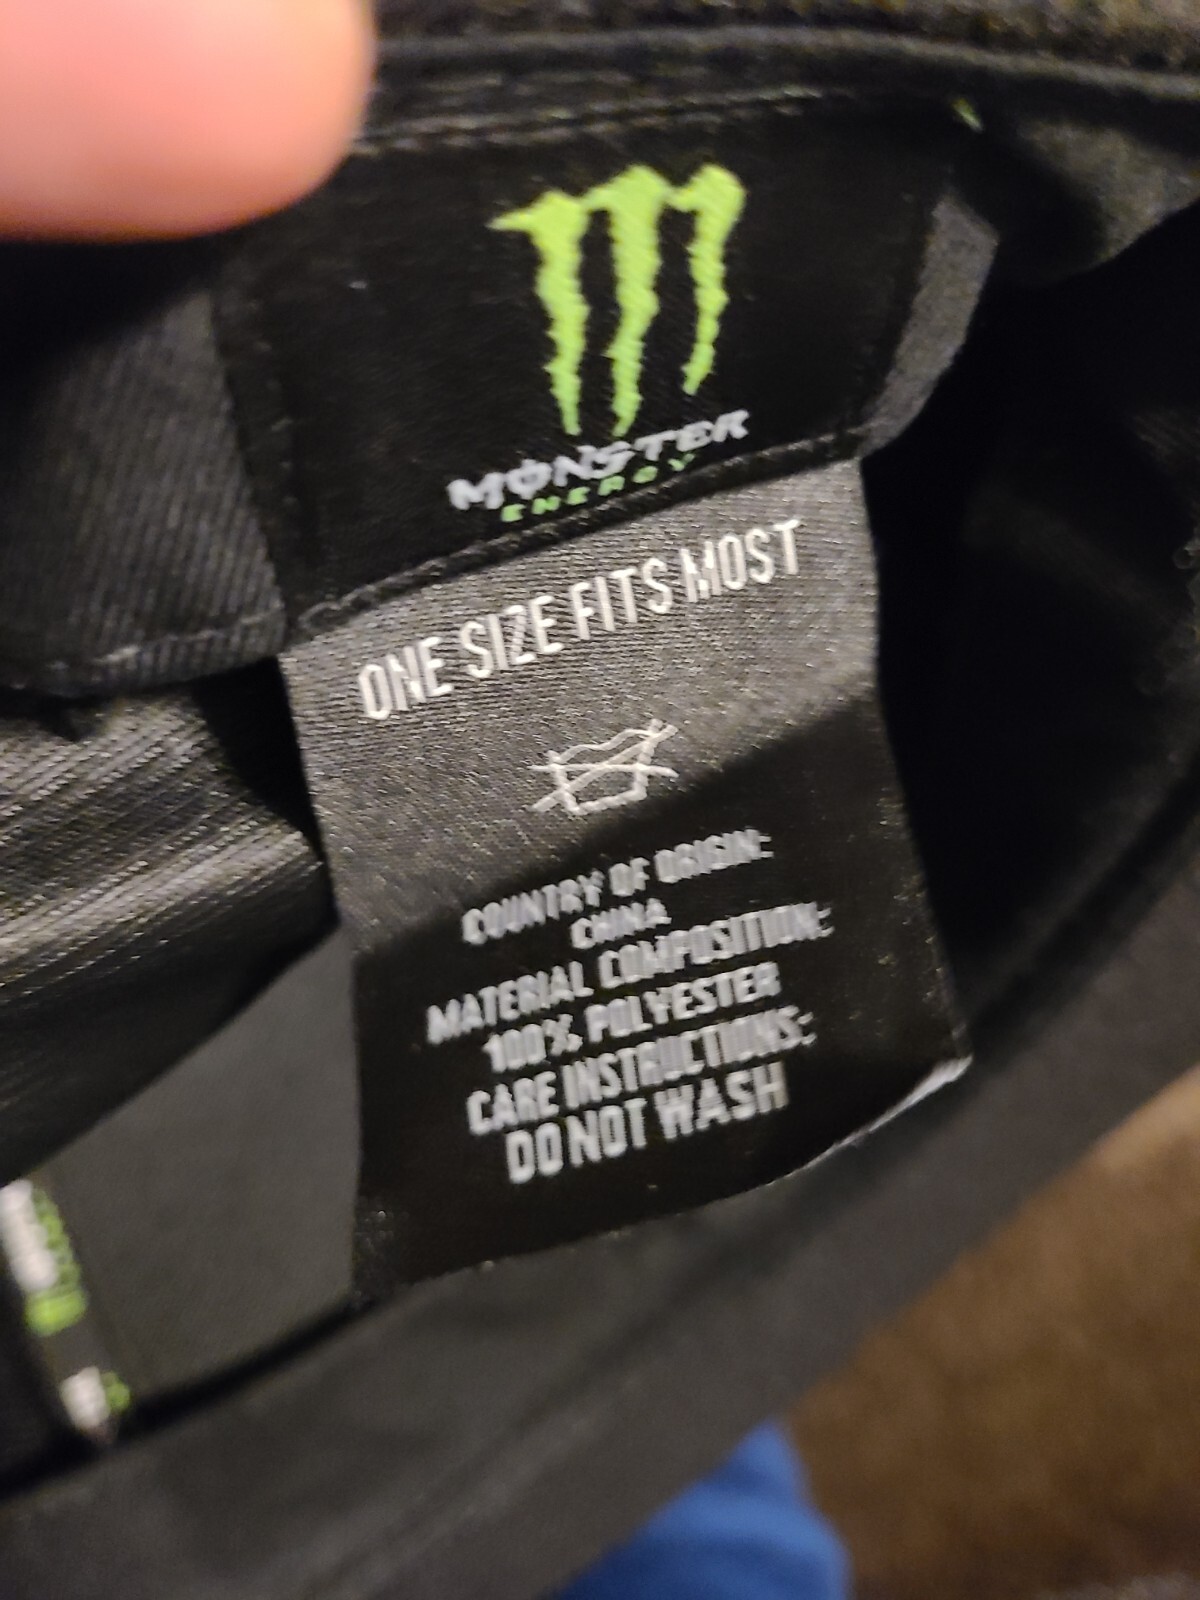 MONSTER
ENERGY
ONE SIZE FITS MOST
COUNTRY OF ORIGIN:
CHINA
MATERIAL COMPOSITION:
100% POLYESTER
CARE INSTRUCTIONS:
DO NOT WASH